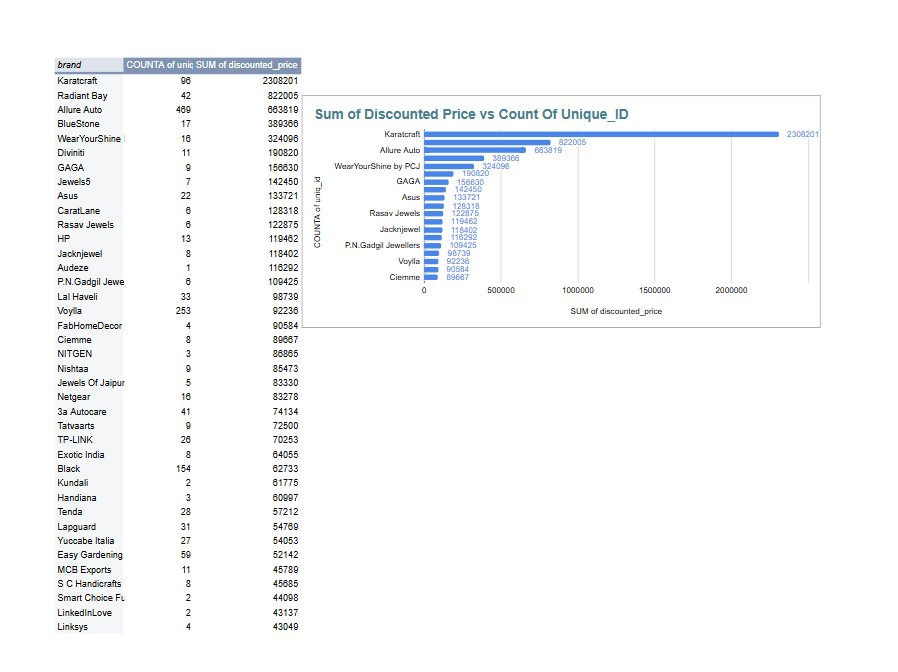 brand COUNTA of uniq SUM of discounted_price
Karatcraft 96 2308201
Radiant Bay 42 822005
Allure Auto 469 663819
BlueStone 17 389366
WearYourShine 16 324096
Diviniti 11 190820
GAGA 9 156630
Jewels5 7 142450
Asus 22 133721
CaratLane 6 128318
Rasav Jewels 6 122875
HP 13 119462
Jacknjewel 8 118402
Audeze 1 116292
P.N.Gadgil Jewe 6 109425
Lal Haveli 33 98739
Voylla 253 92236
FabHomeDecor 4 90584
Ciemme 8 89667
NITGEN 3 86865
Nishtaa 9 85473
Jewels Of Jaipur 5 83330
Netgear 16 83278
3a Autocare 41 74134
Tatvaarts 9 72500
TP-LINK 26 70253
Exotic India 8 64055
Black 154 62733
Kundali 2 61775
Handiana 3 60997
Tenda 28 57212
Lapguard 31 54769
Yuccabe Italia 27 54053
Easy Gardening 59 52142
MCB Exports 11 45789
S C Handicrafts 8 45685
Smart Choice Fu 2 44098
LinkedInLove 2 43137
Linksys 4 43049
Sum of Discounted Price vs Count Of Unique_ID
COUNTA of uniq_id
Karatcraft 2308201
822005
Allure Auto 663819
389366
WearYourShine by PCJ 324096
190820
GAGA 156630
142450
Asus 133721
128318
Rasav Jewels 122875
119462
Jacknjewel 118402
116292
P.N.Gadgil Jewellers 109425
98739
Voylla 92236
90584
Ciemme 89667
0 500000 1000000 1500000 2000000
SUM of discounted_price